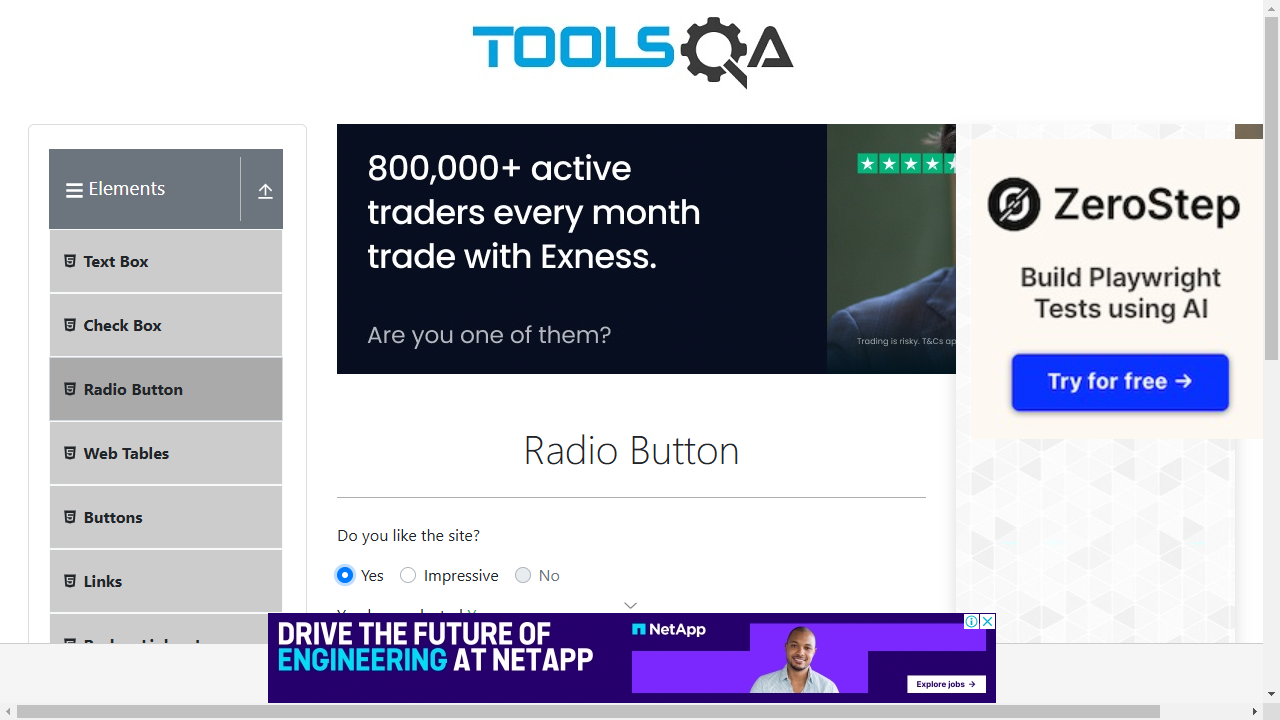 TOOLSQA
Elements
Text Box
Check Box
Radio Button
Web Tables
Buttons
Links
800,000+ active
traders every month
trade with Exness.
Are you one of them?
Trading is risky. T&Cs
ZeroStep
Build Playwright
Tests using AI
Try for free →
Radio Button
Do you like the site?
Yes
Impressive
No
DRIVE THE FUTURE OF
ENGINEERING AT NETAPP
NetApp
Explore jobs →